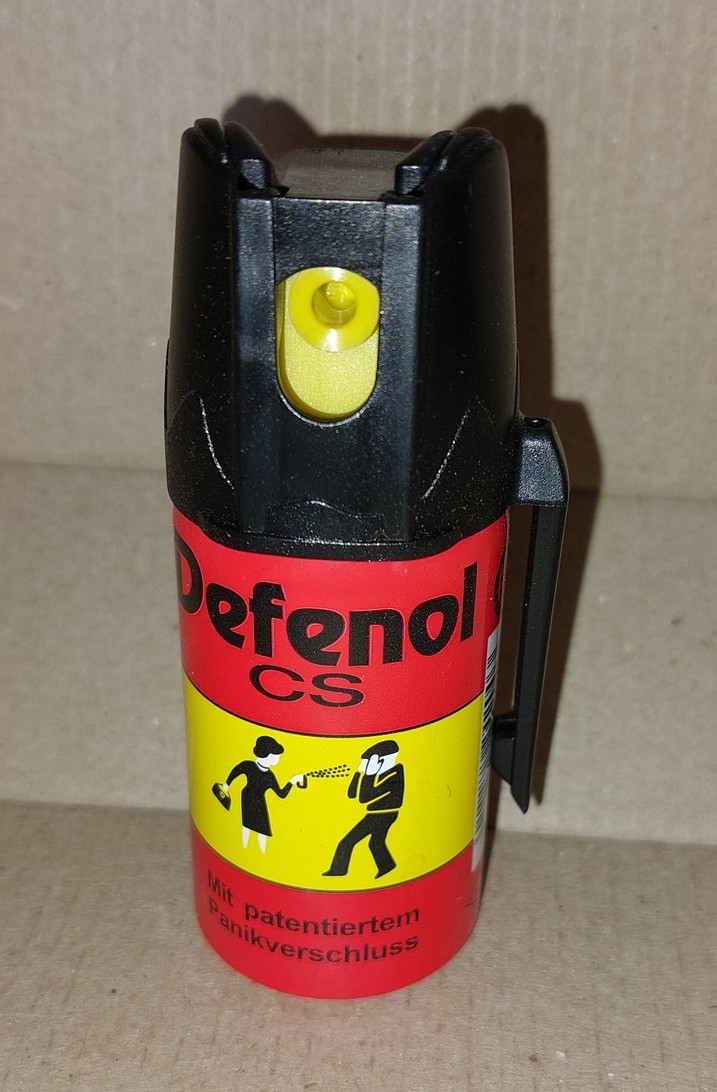 Defenol
CS
Mit patentiertem
Panikverschluss